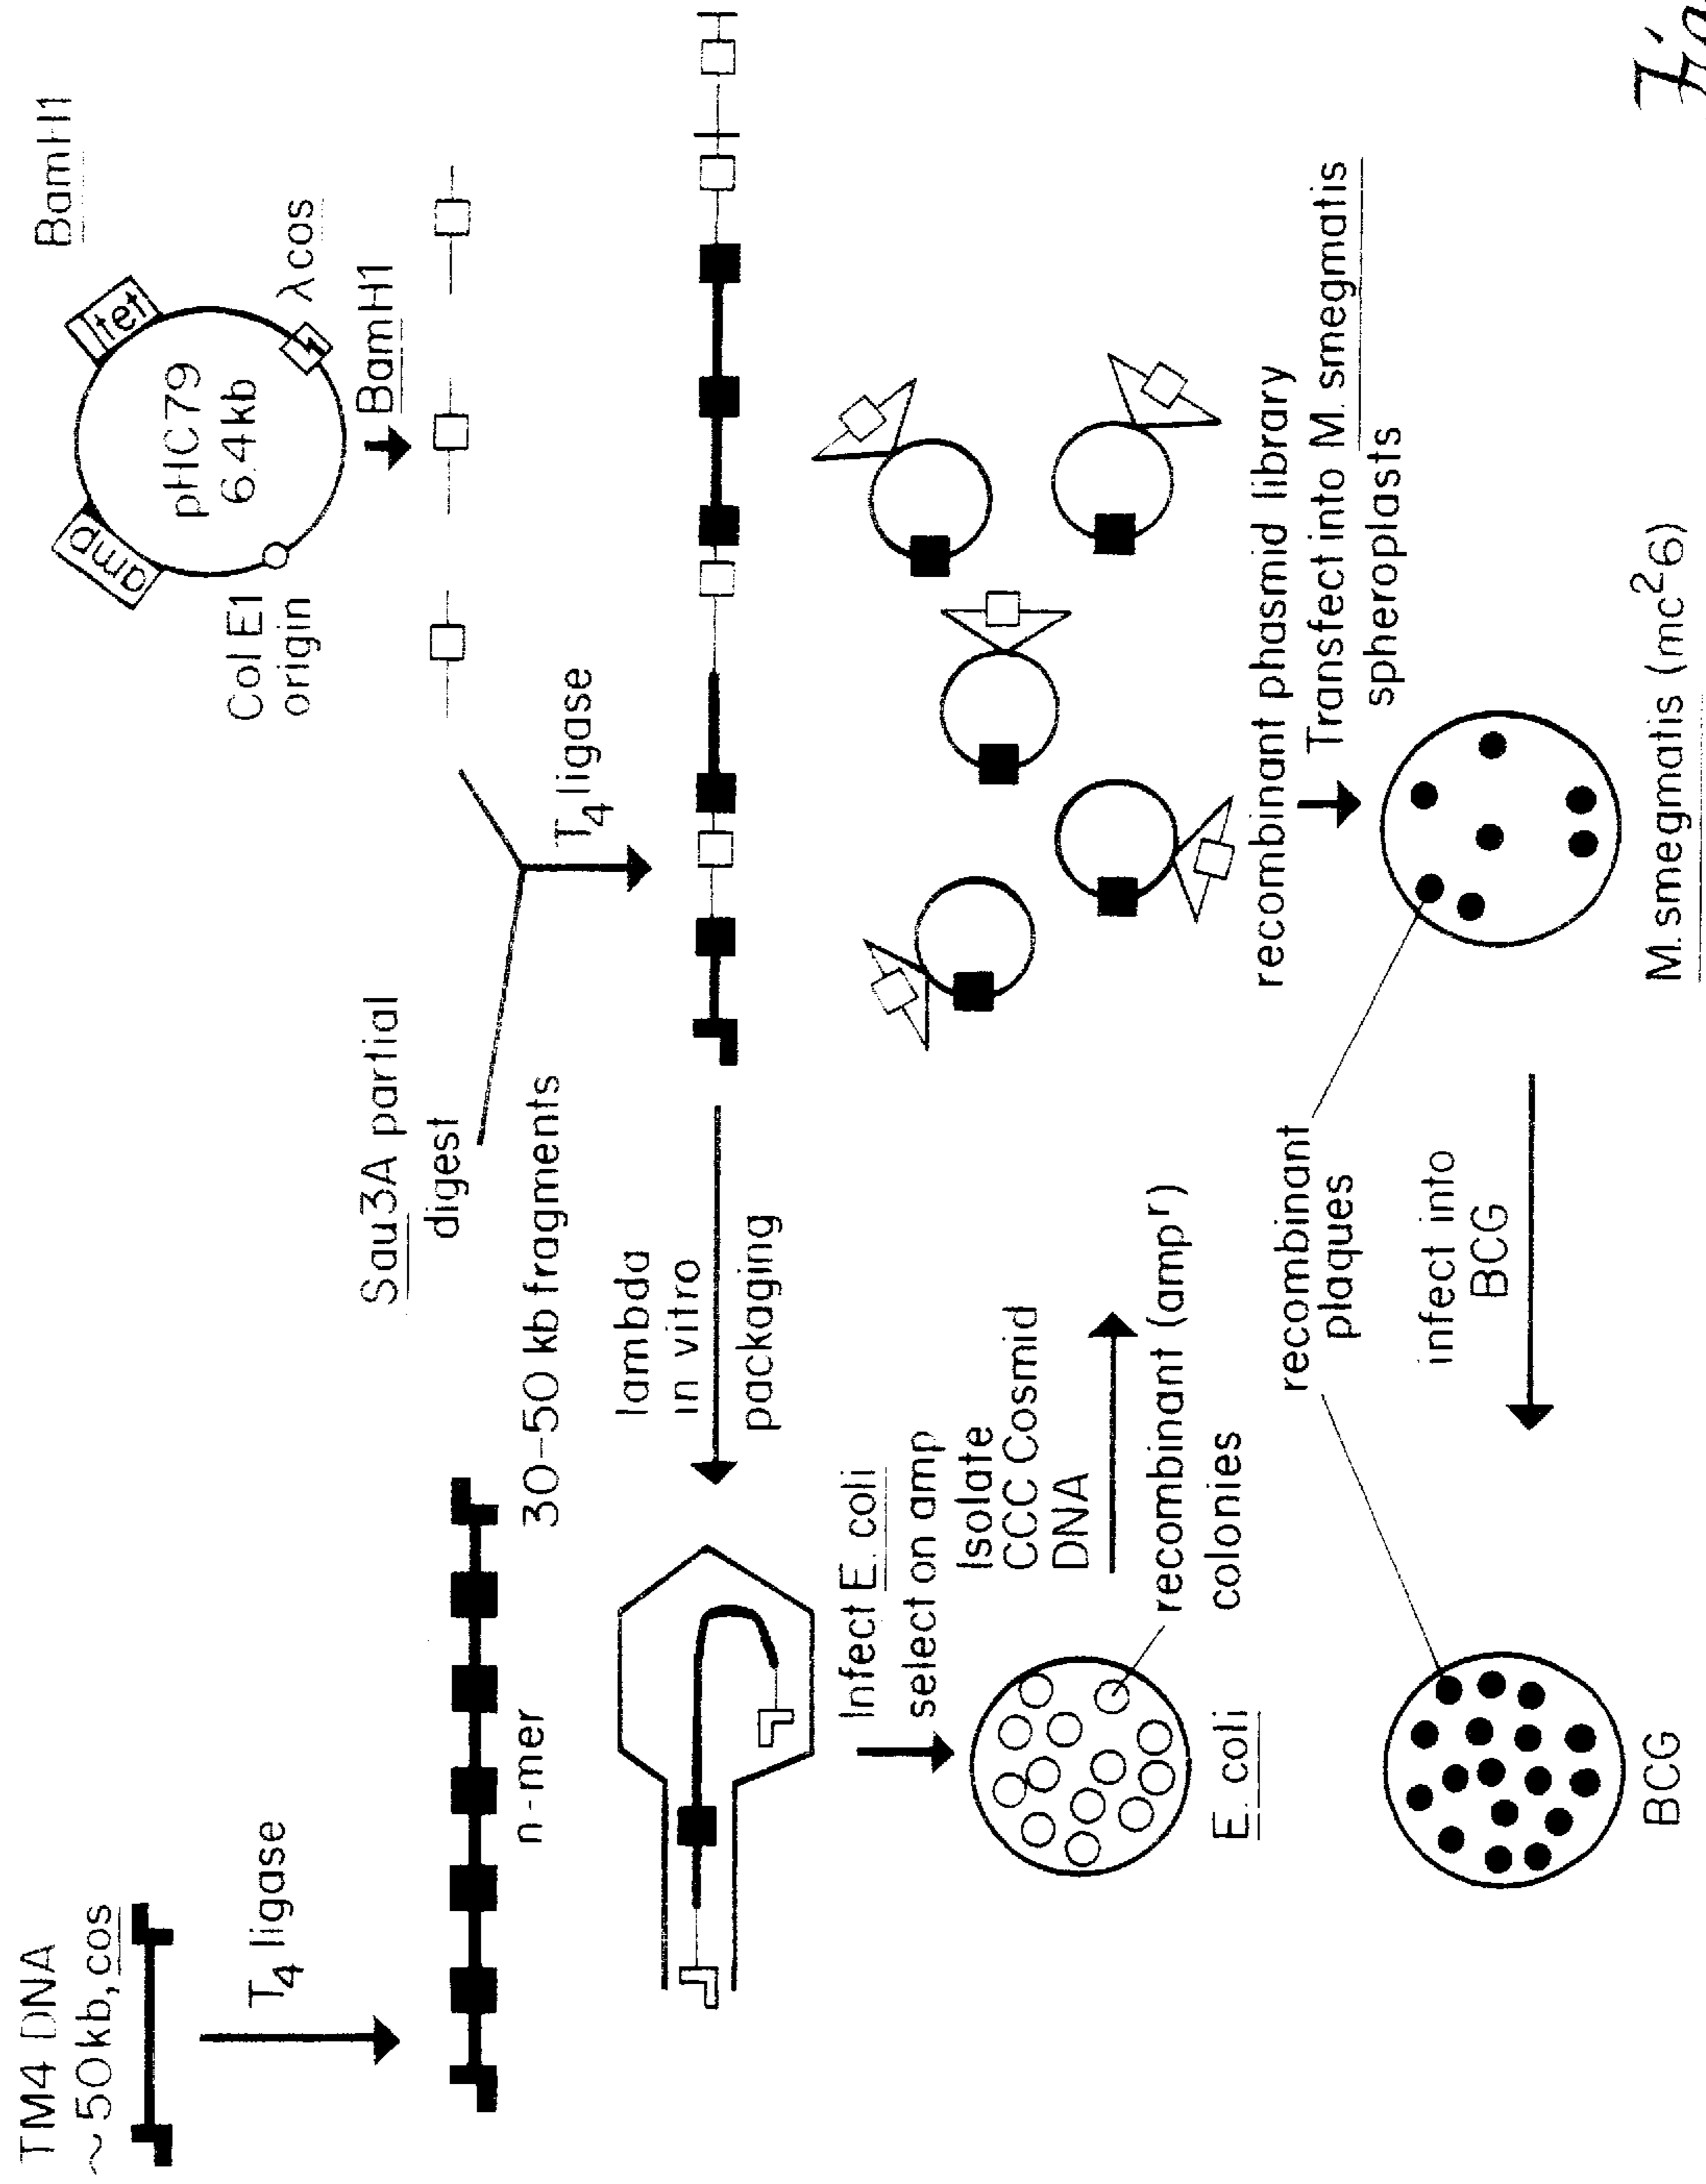 TM4 DNA
~50kb, cos
T4 ligase
n-mer
Sau3A partial
digest
30-50 kb fragments
BamH1
amp
tet
pHC79
6.4kb
Col E1
origin
λcos
BamH1
T4 ligase
lambda
in vitro
packaging
Infect E. coli
select on amp
Isolate
CCC Cosmid
DNA
recombinant (ampr)
colonies
E. coli
recombinant phasmid library
Transfect into M. smegmatis
spheroplasts
recombinant
plaques
M. smegmatis (mc26)
infect into
BCG
BCG